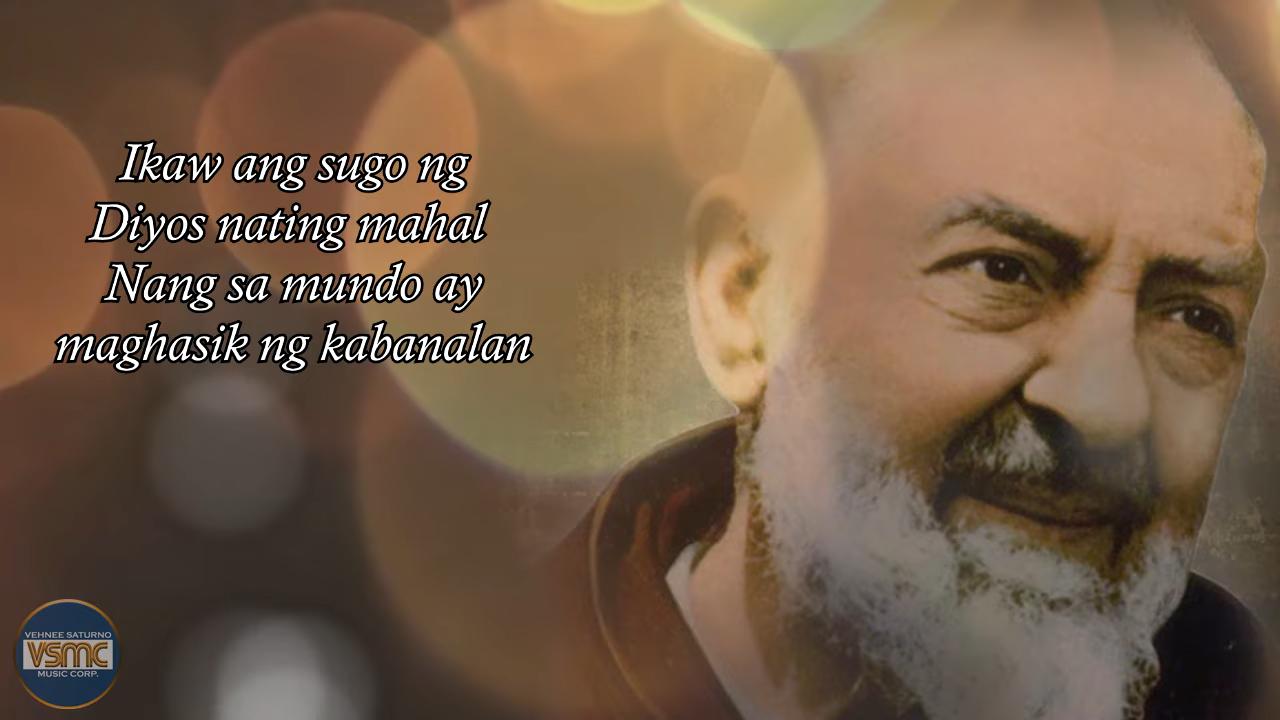 Ikaw ang sugo ng
Diyos nating mahal
Nang sa mundo ay
maghasik ng kabanalan
VEHNEE SATURNO
VSMC
MUSIC CORP.